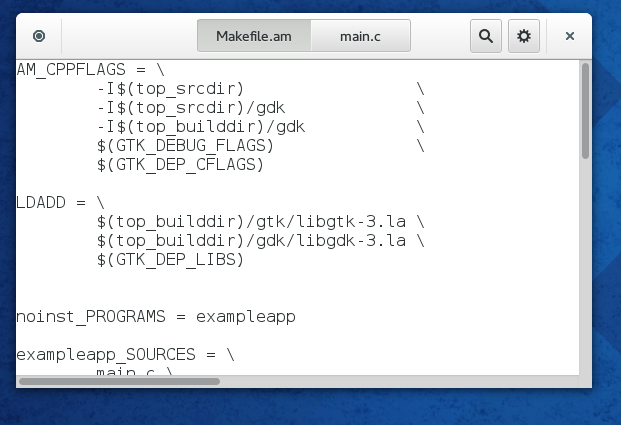 Makefile.am main.c
AM_CPPFLAGS = \
-I$(top_srcdir) \
-I$(top_srcdir)/gdk \
-I$(top_builddir)/gdk \
$(GTK_DEBUG_FLAGS) \
$(GTK_DEP_CFLAGS)
LDADD = \
$(top_builddir)/gtk/libgtk-3.la \
$(top_builddir)/gdk/libgdk-3.la \
$(GTK_DEP_LIBS)
noinst_PROGRAMS = exampleapp
exampleapp_SOURCES = \
main.c \